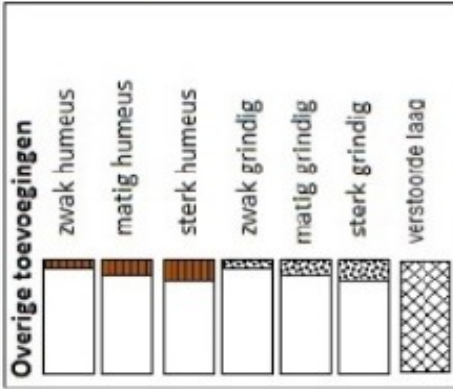 Overige toevoegingen
zwak humeus
matig humeus
sterk humeus
zwak grindig
matig grindig
sterk grindig
verstoorde laag